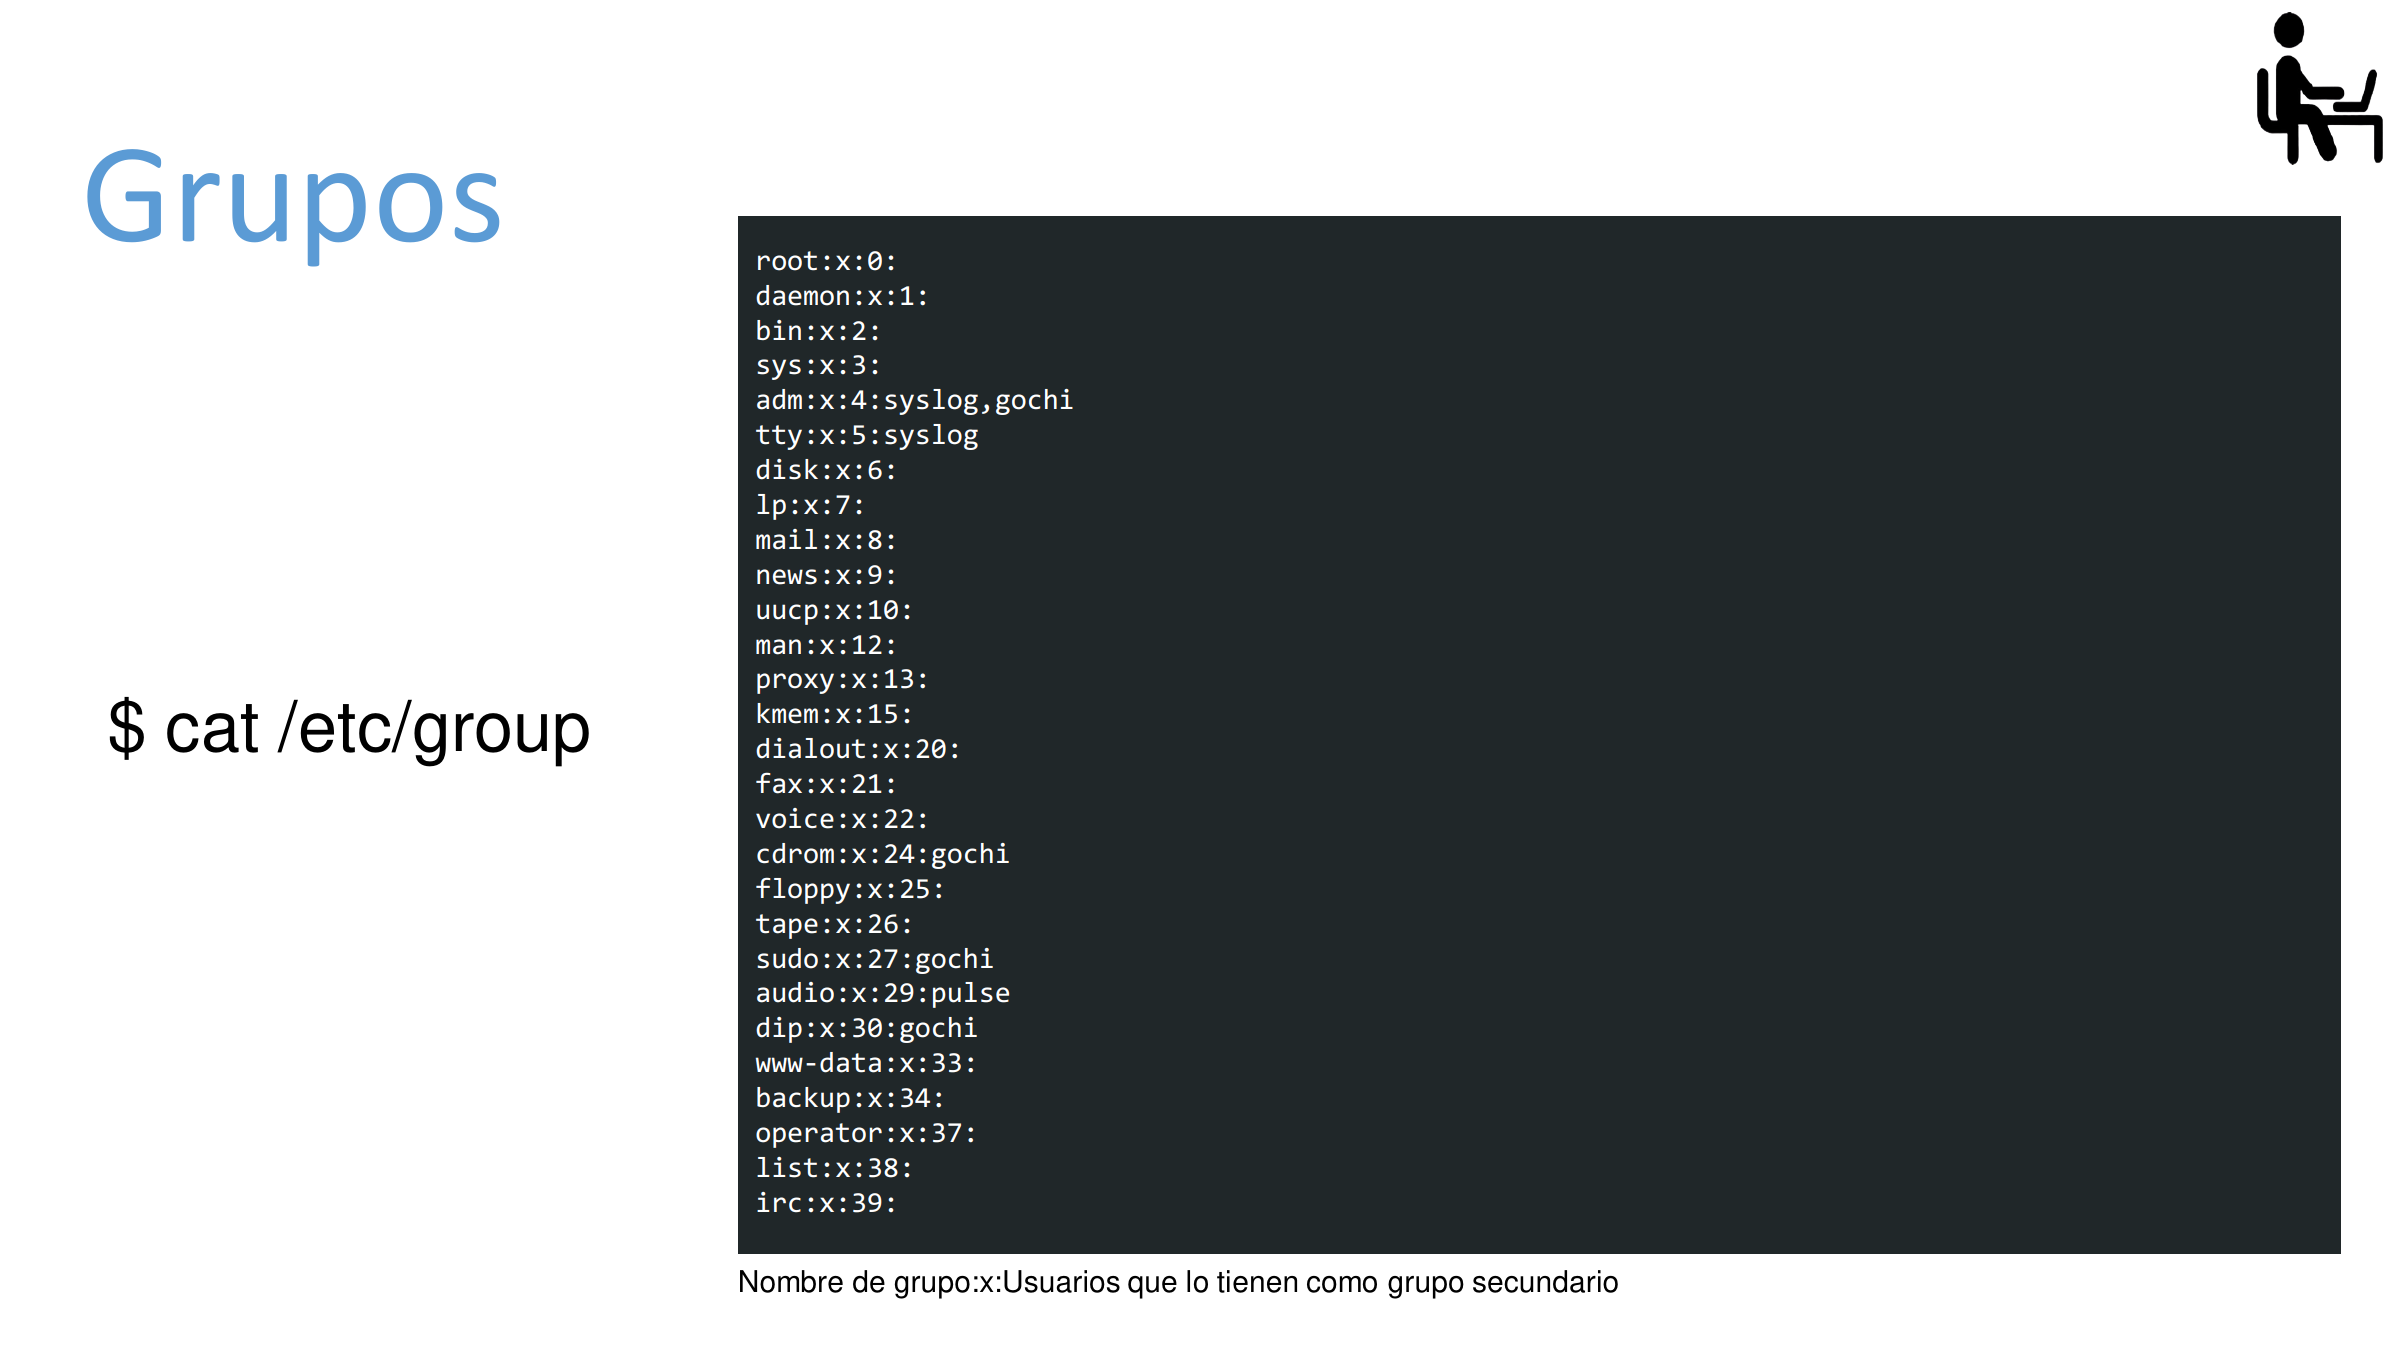 Grupos
$ cat /etc/group
root:x:0:
daemon:x:1:
bin:x:2:
sys:x:3:
adm:x:4:syslog,gochi
tty:x:5:syslog
disk:x:6:
lp:x:7:
mail:x:8:
news:x:9:
uucp:x:10:
man:x:12:
proxy:x:13:
kmem:x:15:
dialout:x:20:
fax:x:21:
voice:x:22:
cdrom:x:24:gochi
floppy:x:25:
tape:x:26:
sudo:x:27:gochi
audio:x:29:pulse
dip:x:30:gochi
www-data:x:33:
backup:x:34:
operator:x:37:
list:x:38:
irc:x:39:
Nombre de grupo:x:Usuarios que lo tienen como grupo secundario